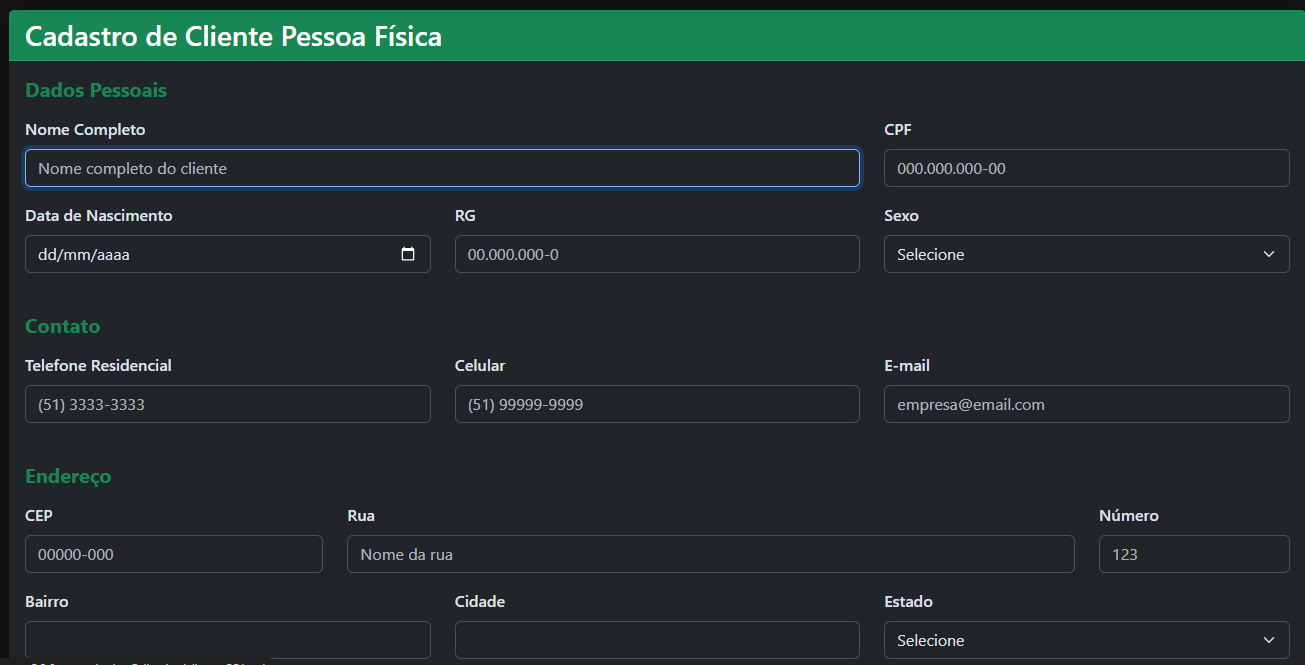 Cadastro de Cliente Pessoa Física
Dados Pessoais
Nome Completo CPF
Nome completo do cliente 000.000.000-00
Data de Nascimento RG Sexo
dd/mm/aaaa 00.000.000-0 Selecione
Contato
Telefone Residencial Celular E-mail
(51) 3333-3333 (51) 99999-9999 empresa@email.com
Endereço
CEP Rua Número
00000-000 Nome da rua 123
Bairro Cidade Estado
Selecione